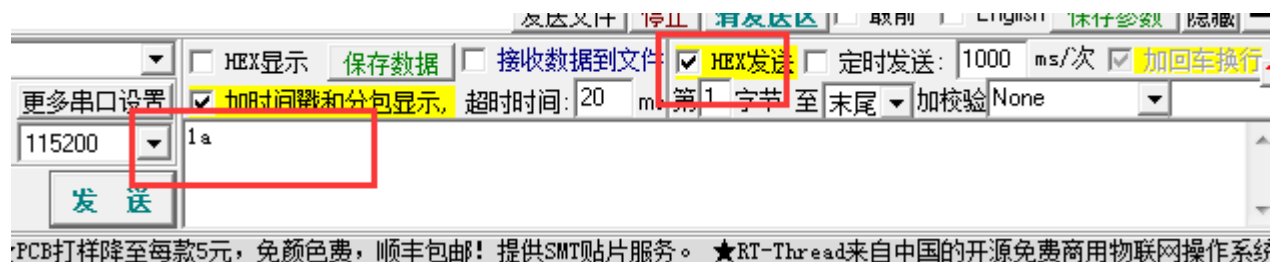 发送文件 停止 清发送区 最前 English 保存参数 隐藏
HEX显示 保存数据 接收数据到文件 HEX发送 定时发送: 1000 ms/次 加回车换行
更多串口设置 加时间戳和分包显示, 超时时间: 20 m 第 1 字节 至 末尾 加校验 None
115200 1a
发 送
PCB打样降至每款5元，免颜色费，顺丰包邮！提供SMT贴片服务。 ★RT-Thread来自中国的开源免费商用物联网操作系统